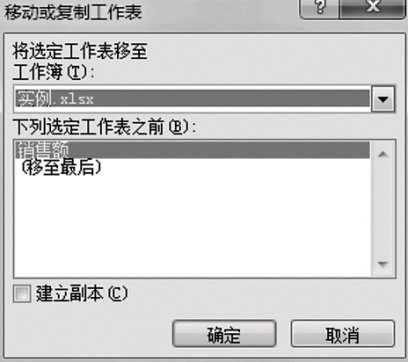 移动或复制工作表
将选定工作表移至
工作簿(T):
实例.xlsx
下列选定工作表之前(B):
销售额
(移至最后)
建立副本(C)
确定 取消